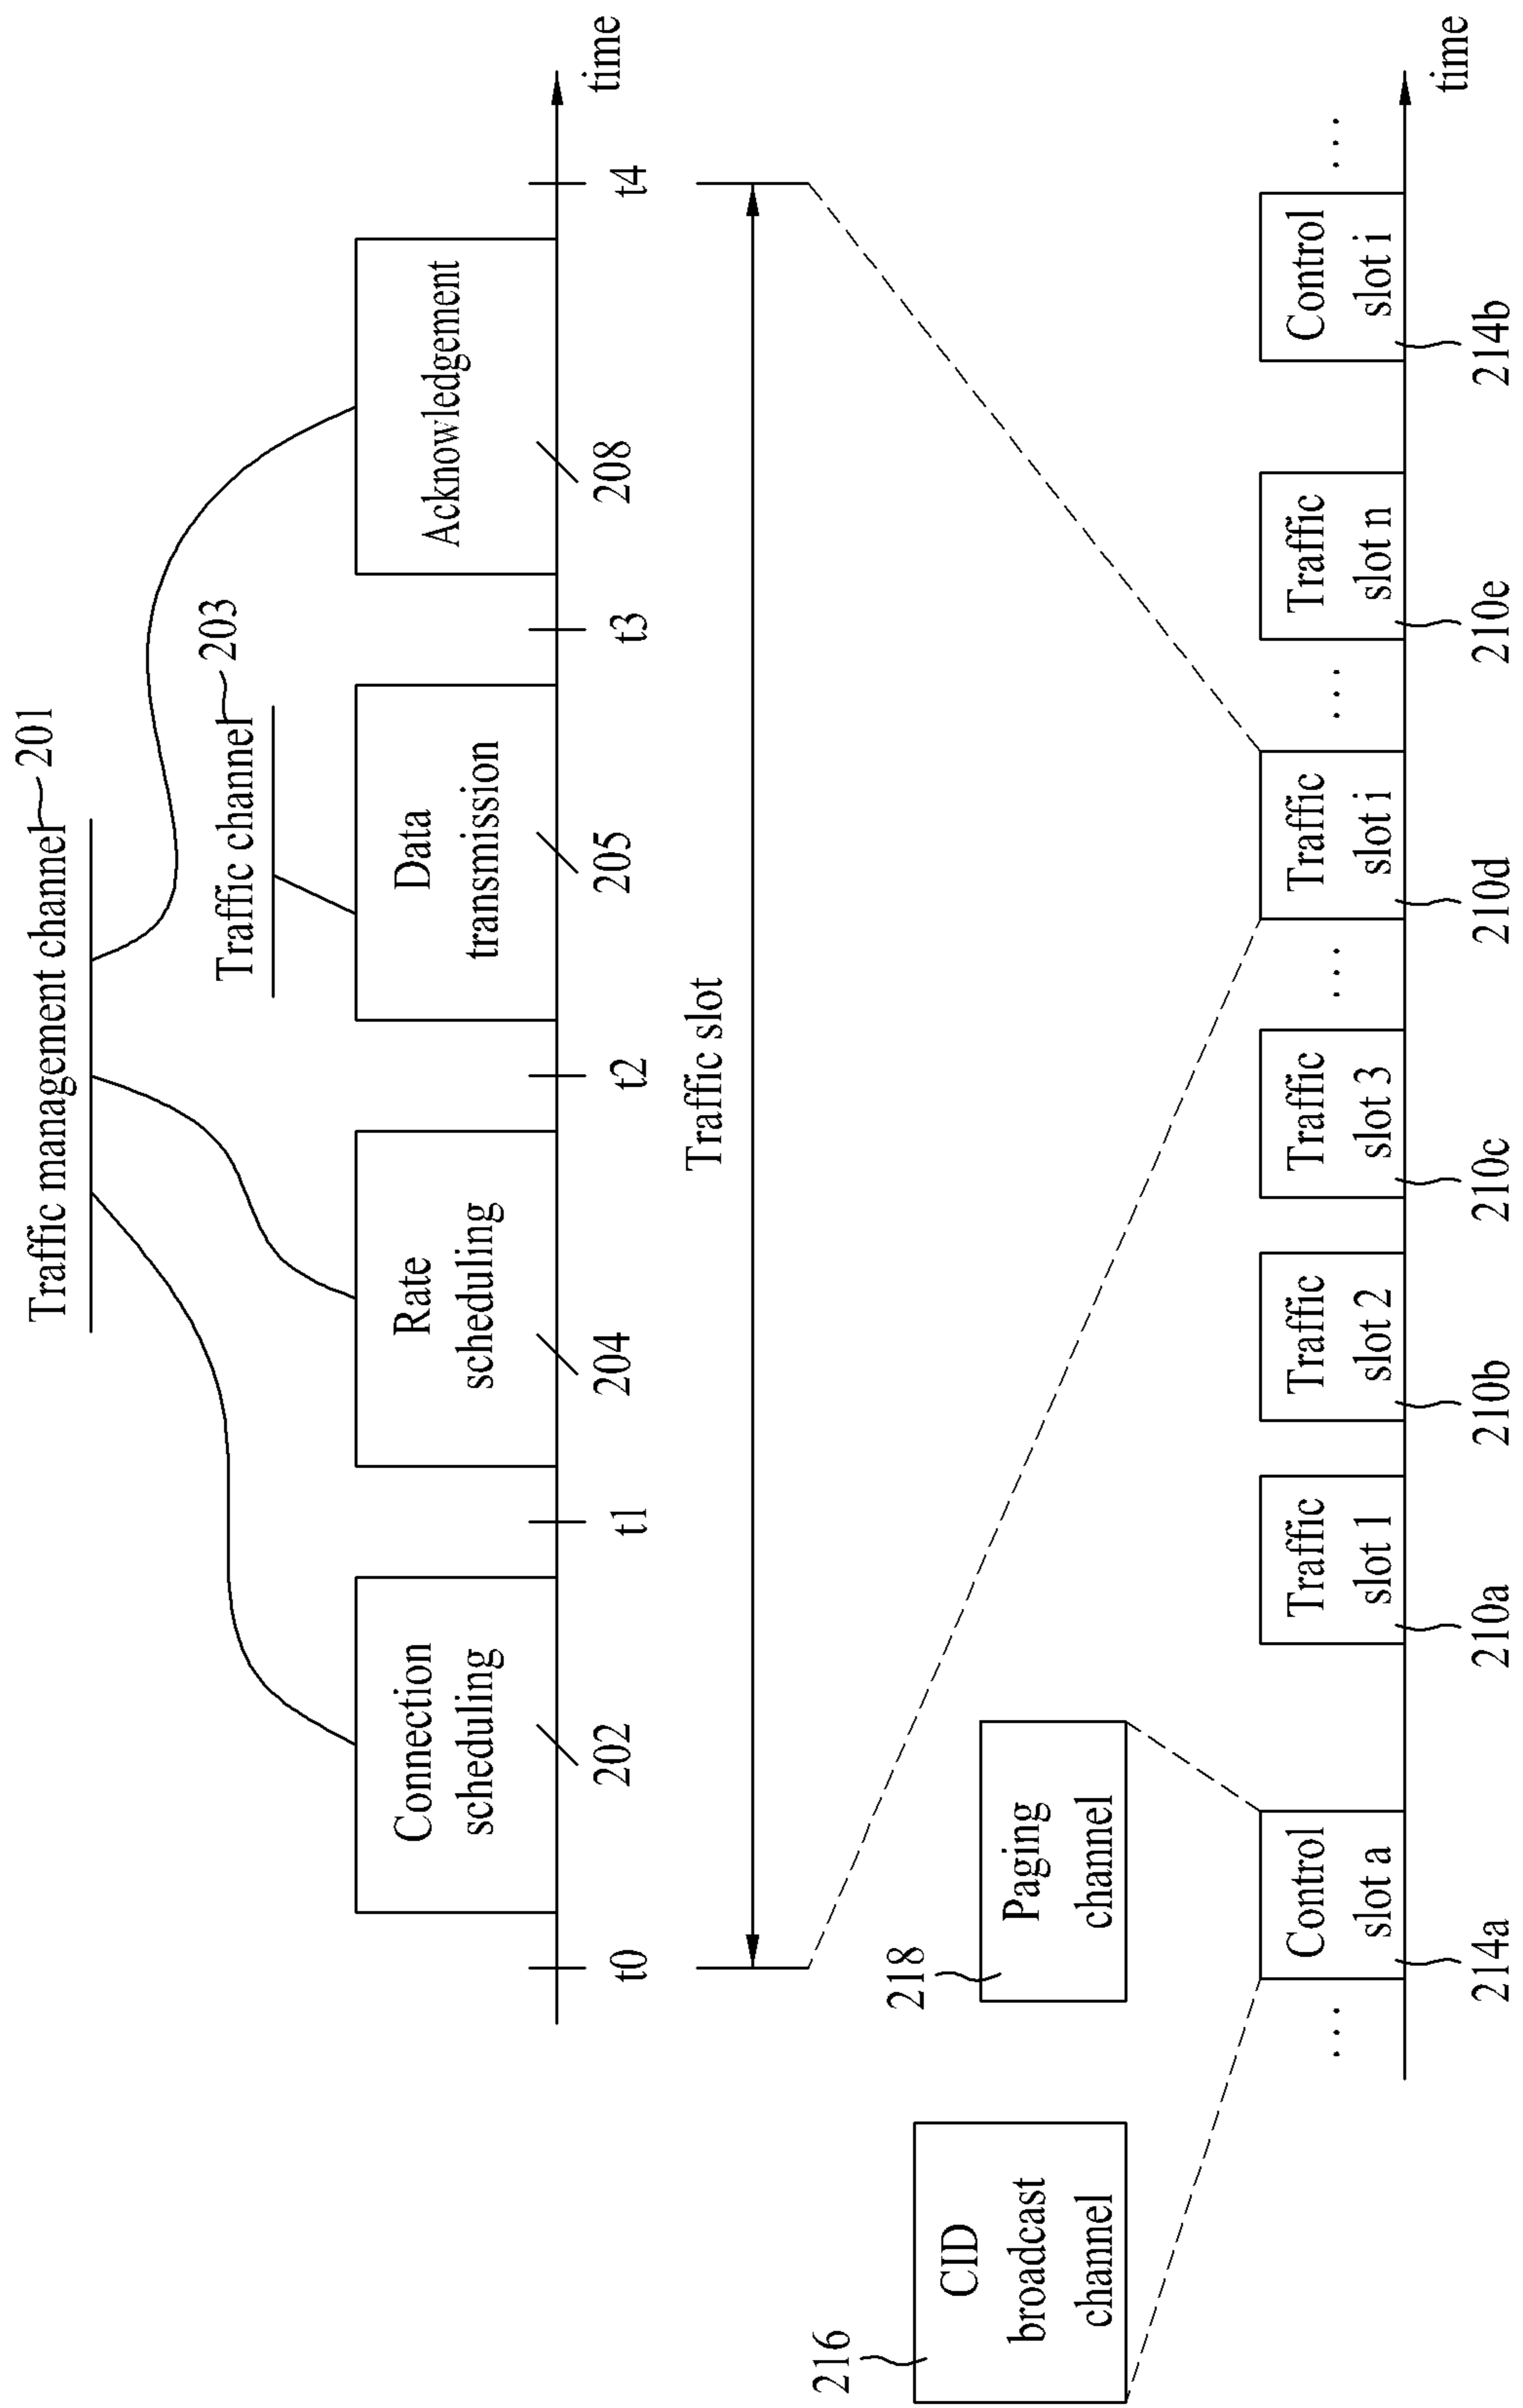 Traffic management channel 201
Traffic channel 203
Connection
scheduling
Rate
scheduling
Data
transmission
Acknowledgement
202
204
205
208
t0
t1
t2
t3
t4
time
Traffic slot
216
CID
broadcast
channel
218
Paging
channel
...
Control
slot a
Traffic
slot 1
Traffic
slot 2
Traffic
slot 3
...
Traffic
slot i
...
Traffic
slot n
Control
slot i
...
214a
210a
210b
210c
210d
210e
214b
time